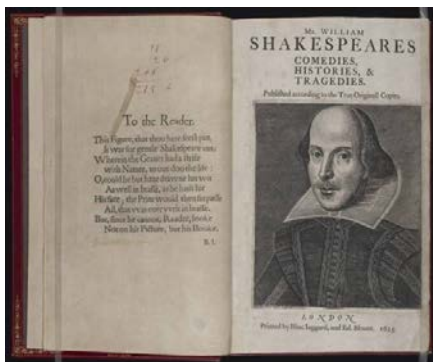 To the Reader.
This Figure, that thou here seest put,
It was for gentle Shakespeare cut;
Wherein the Grauer had a strife
with Nature, to out-doo the life :
O, could he but haue drawne his wit
As well in brasse, as he hath hit
His face ; the Print would then surpasse
All, that vvas euer vvrit in brasse.
But, since he cannot, Reader, looke
Not on his Picture, but his Booke.
B. I.
Mr. WILLIAM
SHAKESPEARES
COMEDIES,
HISTORIES, &
TRAGEDIES.
Published according to the True Originall Copies.
LONDON
Printed by Isaac Iaggard, and Ed. Blount. 1623